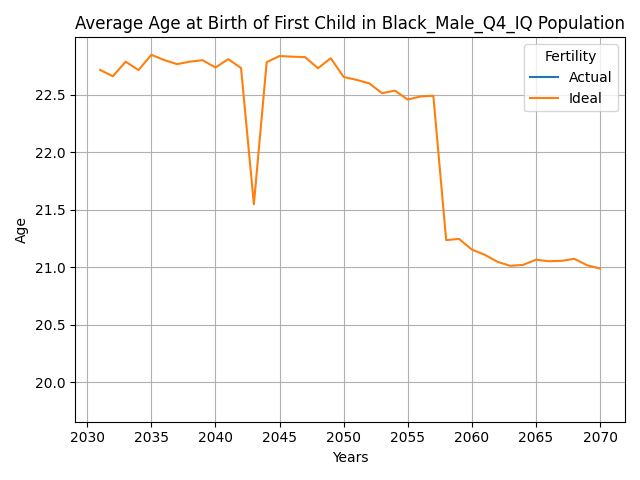 Average Age at Birth of First Child in Black_Male_Q4_IQ Population
Fertility
Actual
Ideal
Age
22.5
22.0
21.5
21.0
20.5
20.0
2030 2035 2040 2045 2050 2055 2060 2065 2070
Years